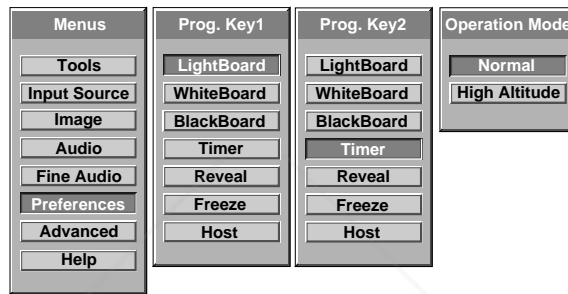 Menus
Tools
Input Source
Image
Audio
Fine Audio
Preferences
Advanced
Help
Prog. Key1
LightBoard
WhiteBoard
BlackBoard
Timer
Reveal
Freeze
Host
Prog. Key2
LightBoard
WhiteBoard
BlackBoard
Timer
Reveal
Freeze
Host
Operation Mode
Normal
High Altitude